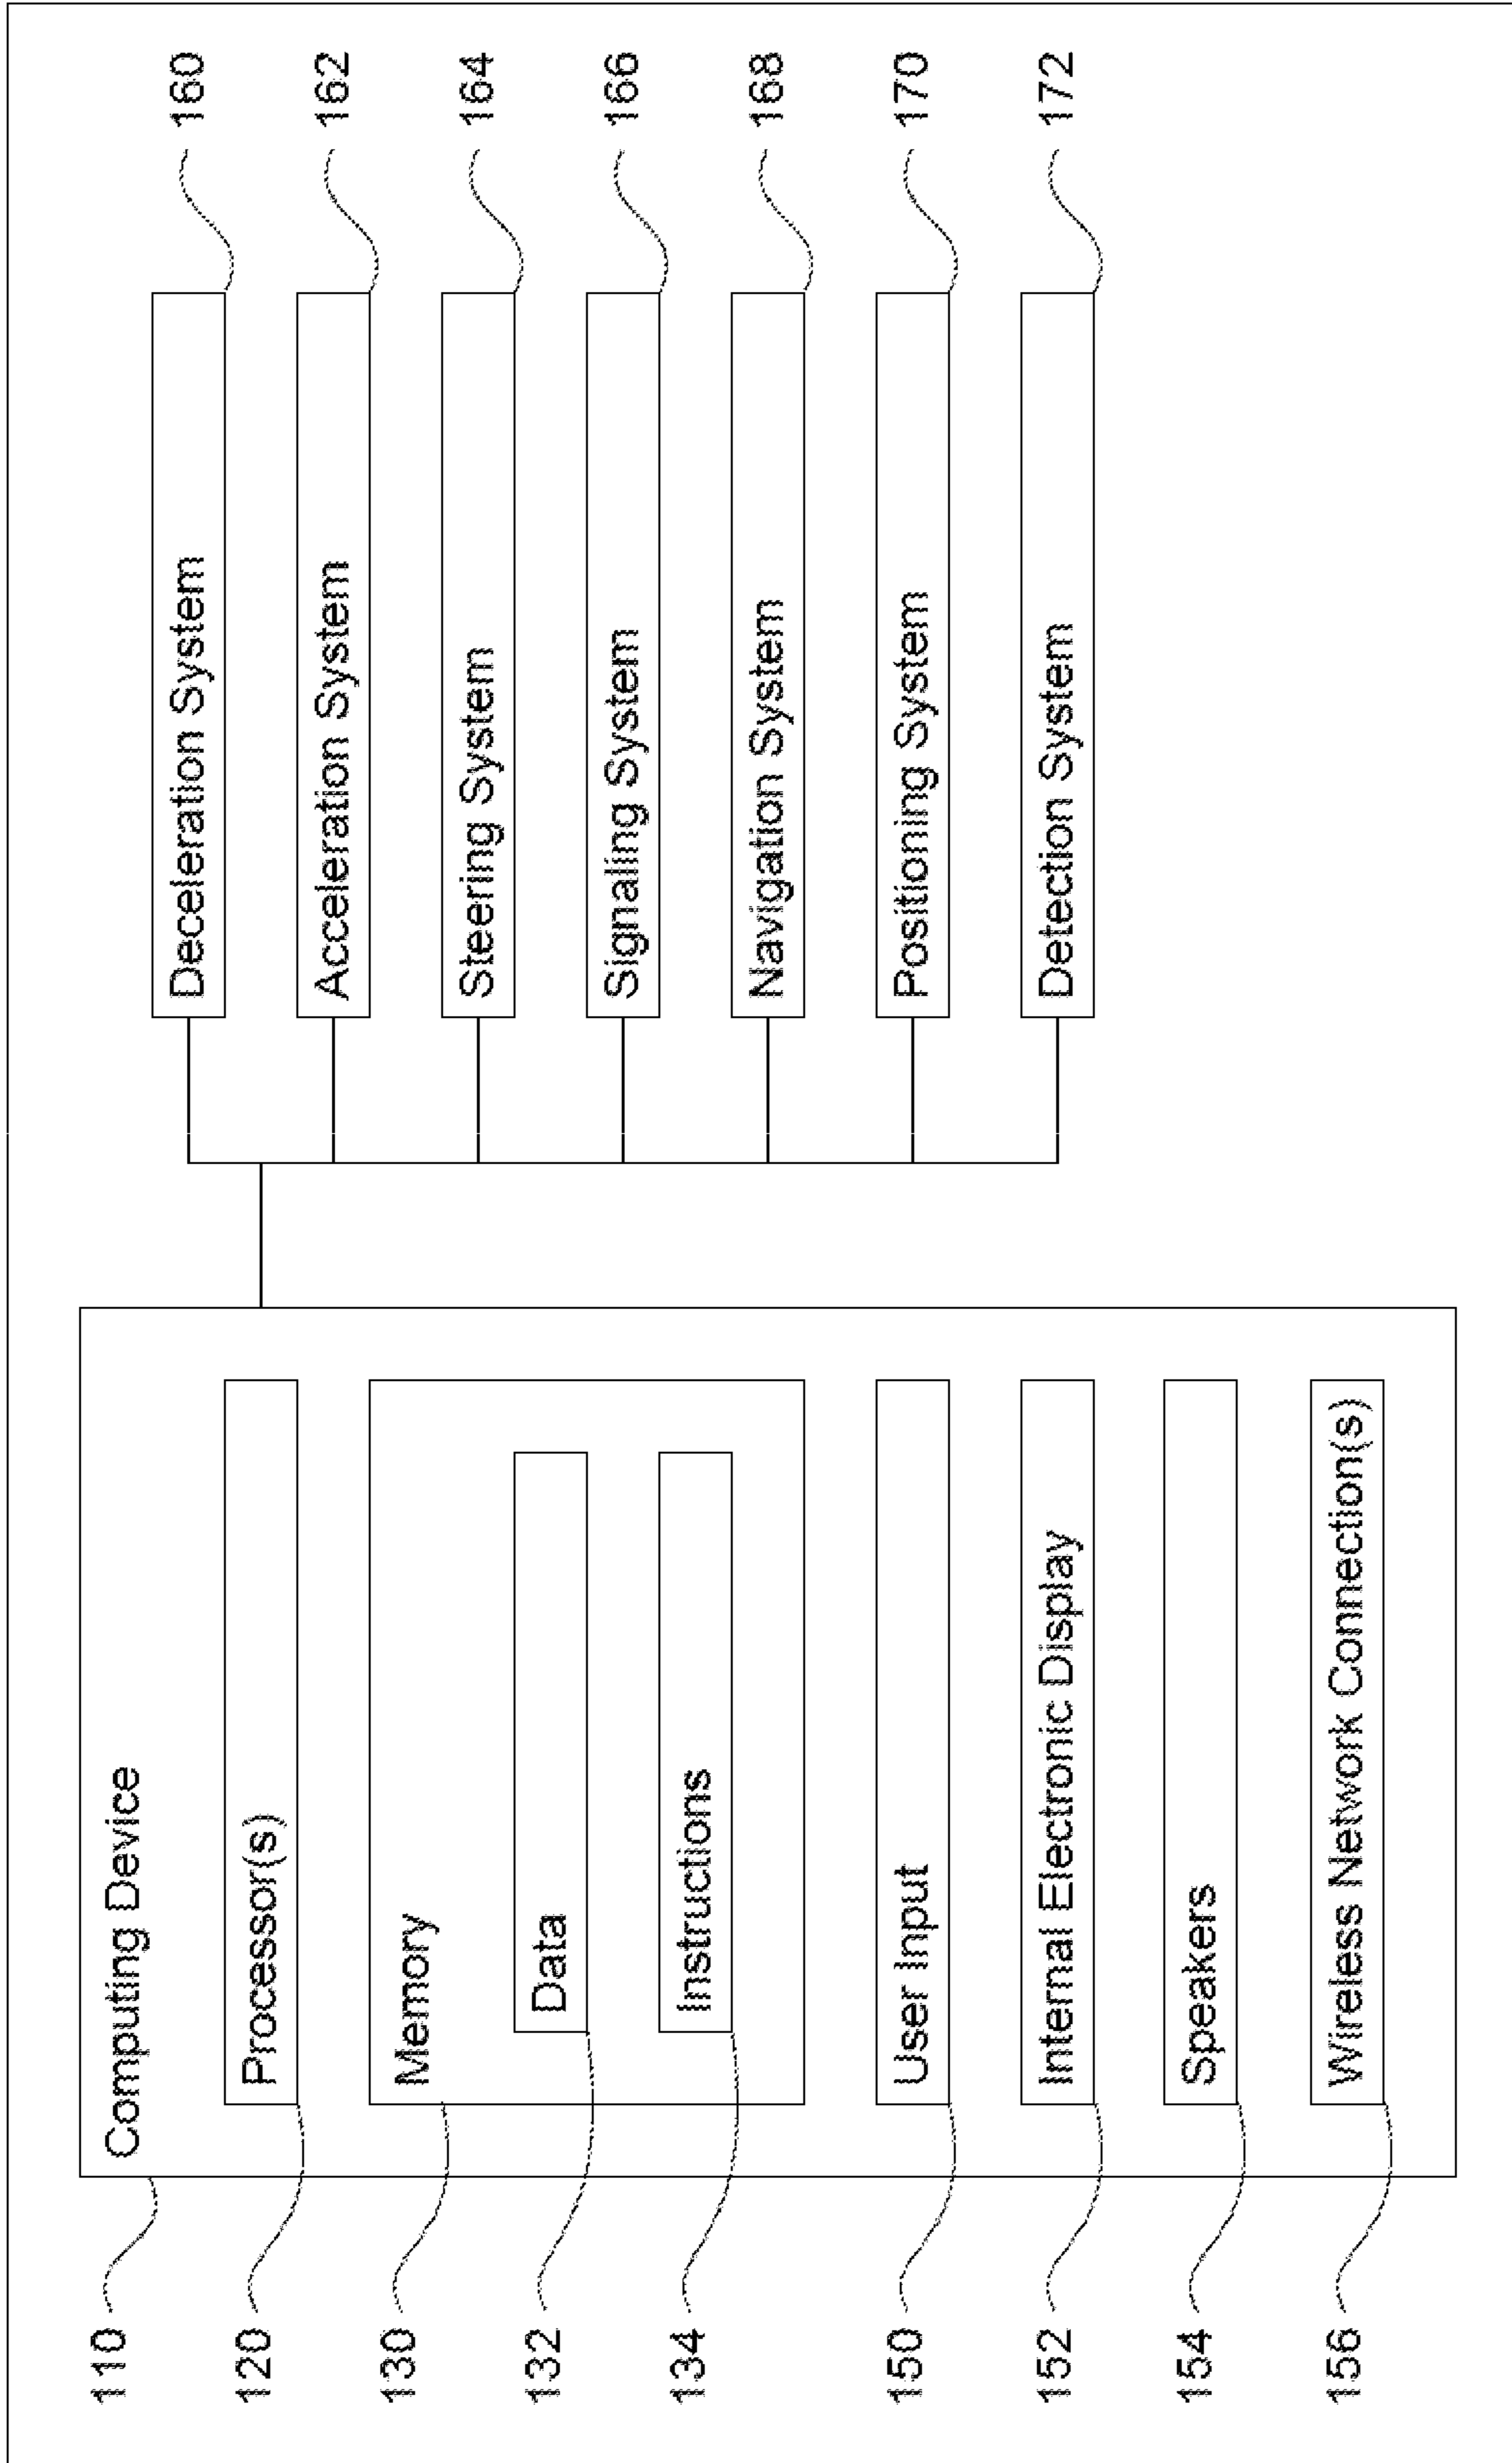 110
Computing Device
120
Processor(s)
130
Memory
132
Data
134
Instructions
150
User Input
152
Internal Electronic Display
154
Speakers
156
Wireless Network Connection(s)
Deceleration System
160
Acceleration System
162
Steering System
164
Signaling System
166
Navigation System
168
Positioning System
170
Detection System
172